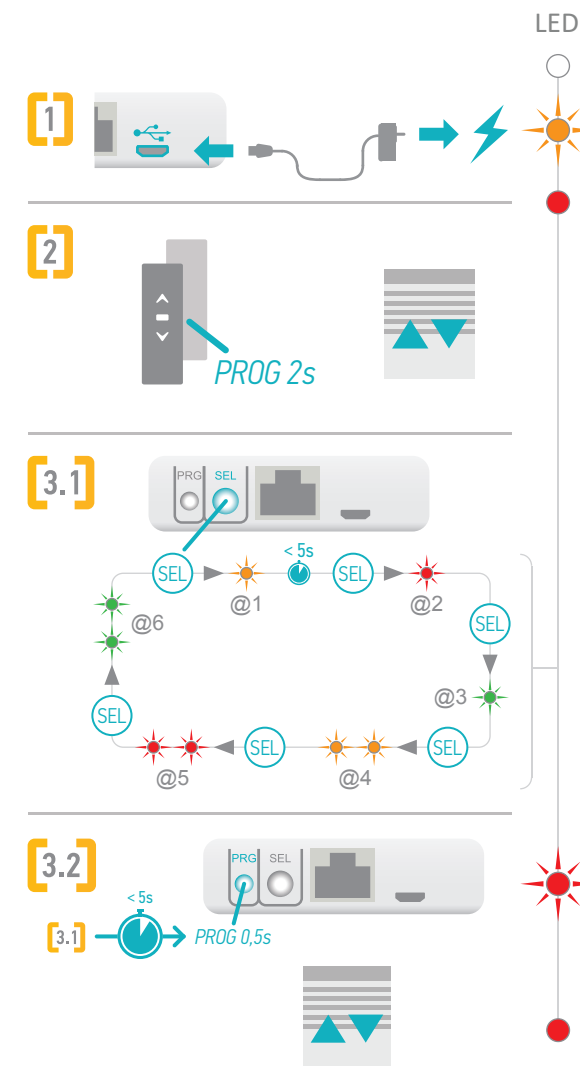 LED
[1]
[2]
PROG 2s
[3.1]
PRG SEL
< 5s
SEL @1 SEL @2
@6
SEL
@3
SEL
SEL SEL
@5 @4
[3.2]
PRG SEL
< 5s
[3.1] PROG 0,5s